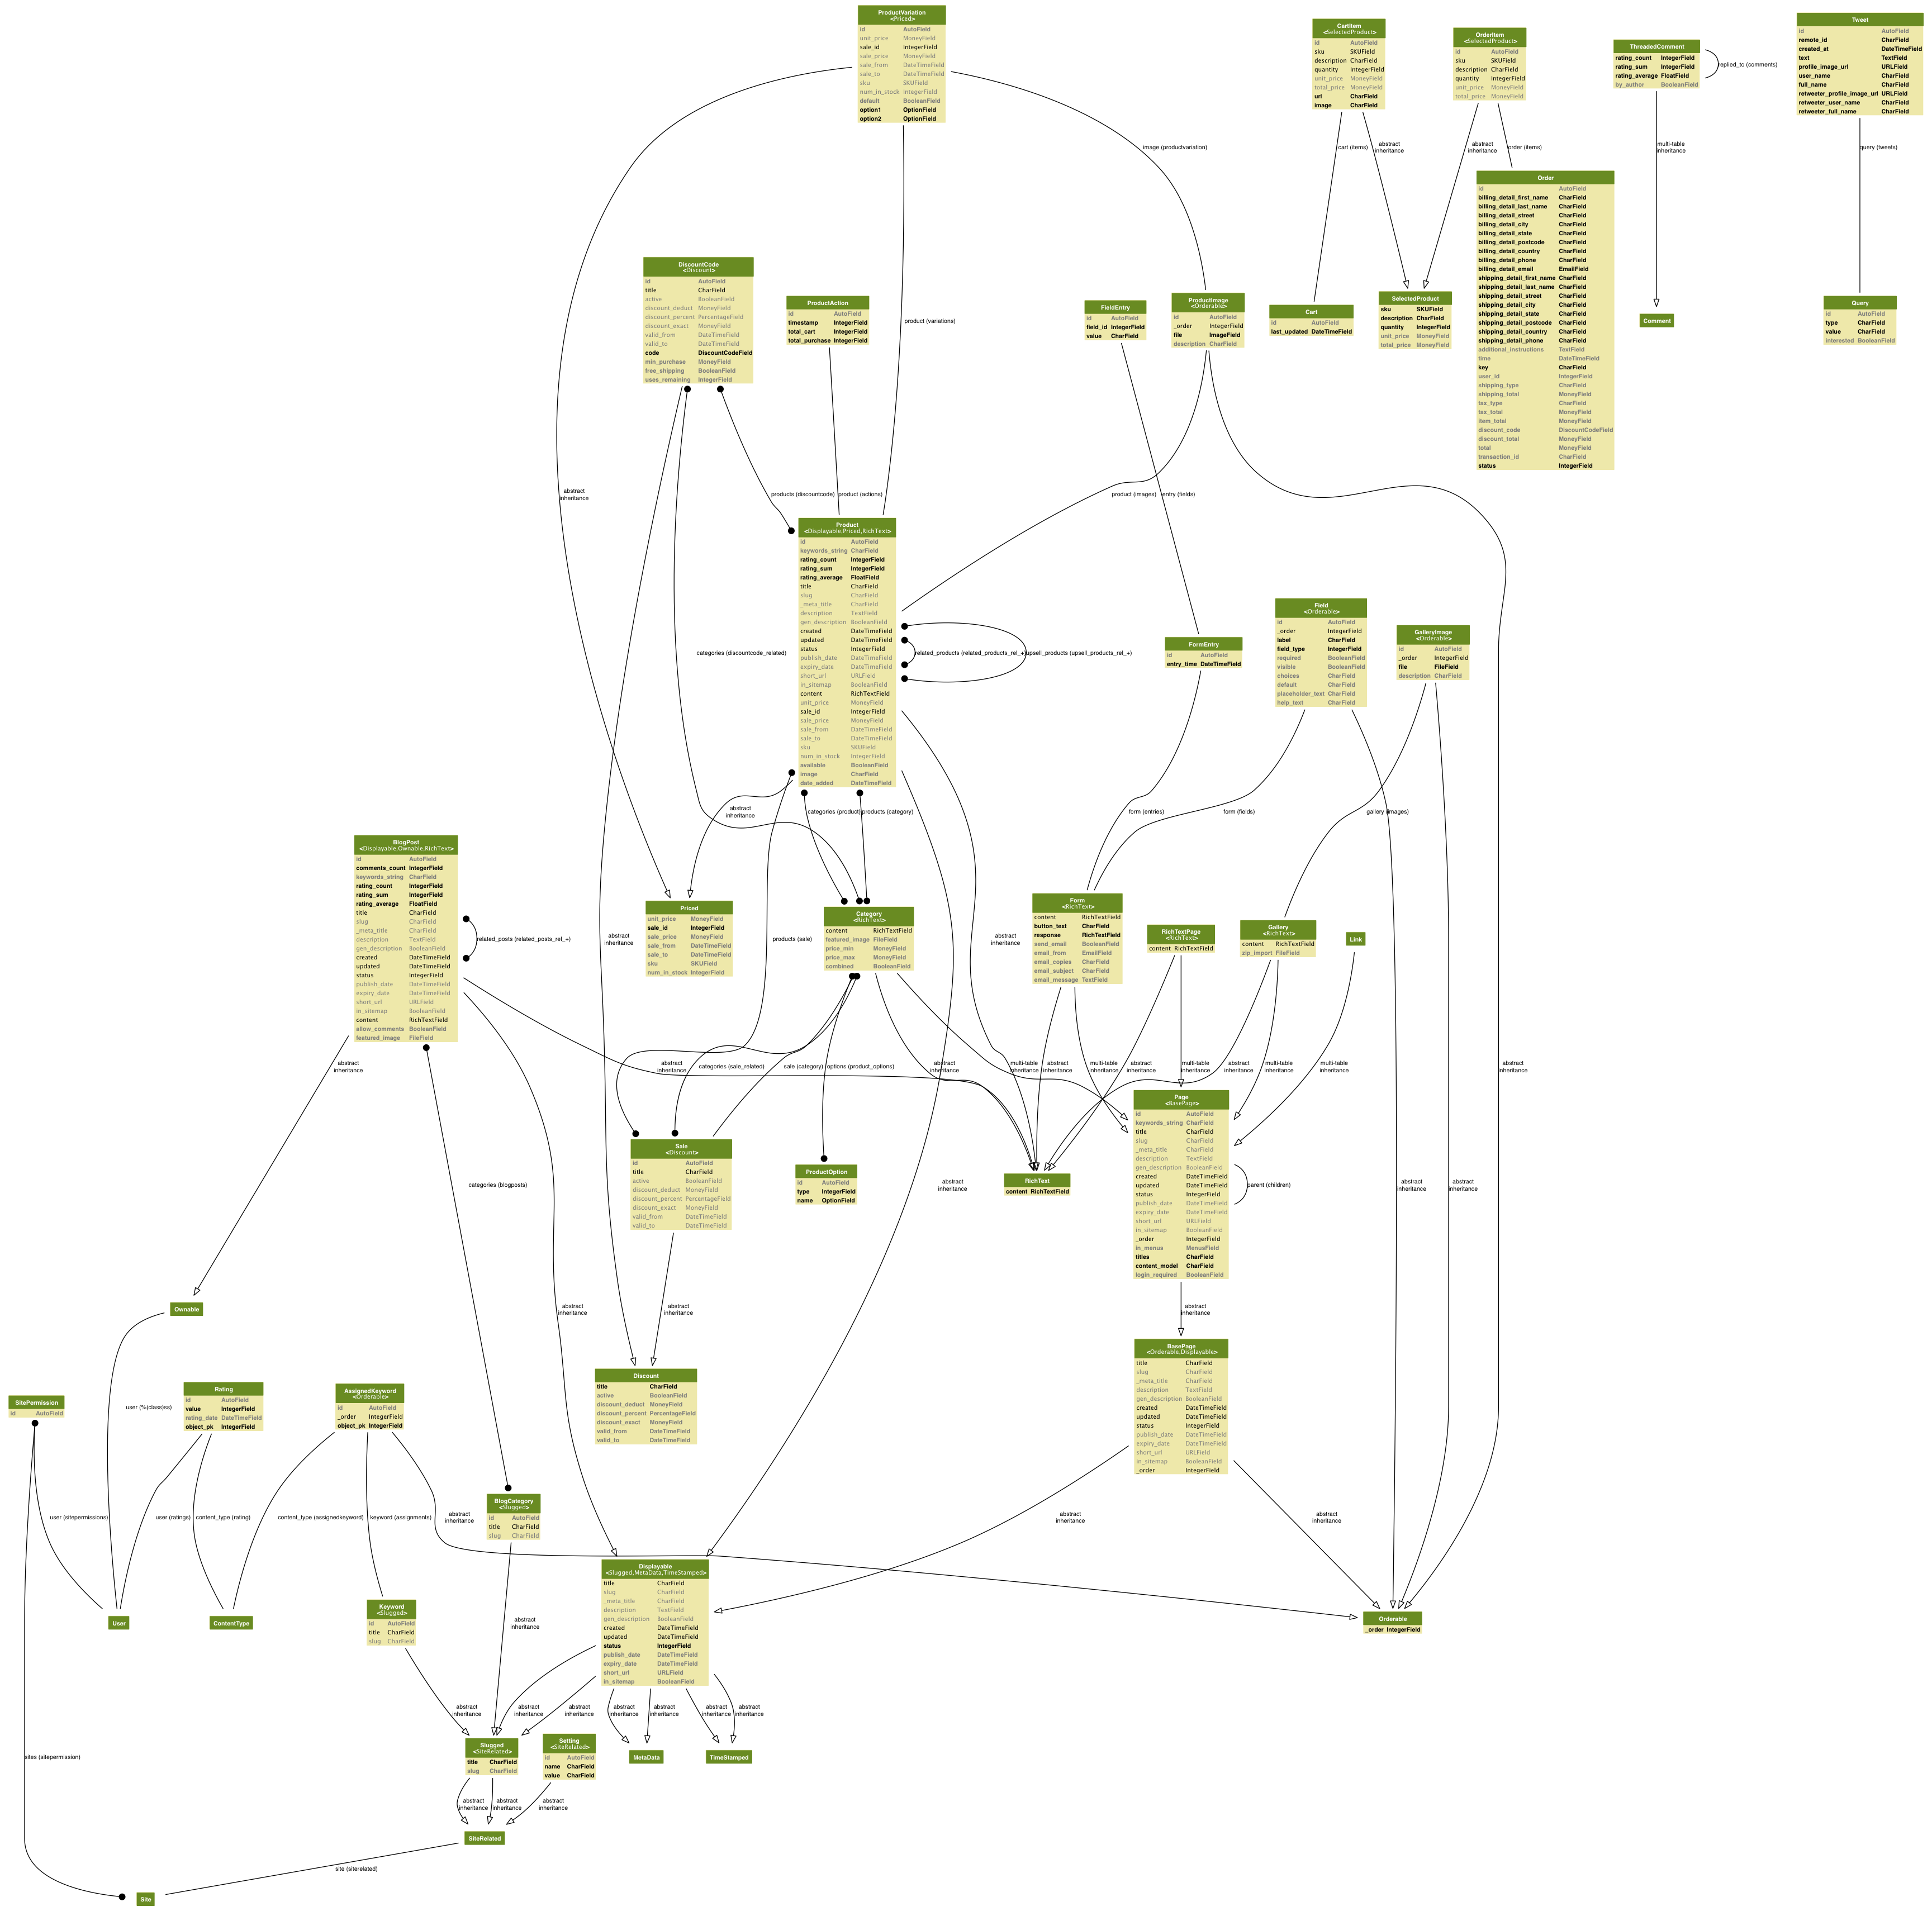 ProductVariation
<Priced>
id AutoField
unit_price MoneyField
sale_id IntegerField
sale_price MoneyField
sale_from DateTimeField
sale_to DateTimeField
sku SKUField
num_in_stock IntegerField
default BooleanField
option1 OptionField
option2 OptionField
CartItem
<SelectedProduct>
id AutoField
sku SKUField
description CharField
quantity IntegerField
unit_price MoneyField
total_price MoneyField
url CharField
image CharField
OrderItem
<SelectedProduct>
id AutoField
sku SKUField
description CharField
quantity IntegerField
unit_price MoneyField
total_price MoneyField
ThreadedComment
rating_count IntegerField
rating_sum IntegerField
rating_average FloatField
by_author BooleanField
replied_to (comments)
Tweet
id AutoField
remote_id CharField
created_at DateTimeField
text TextField
profile_image_url URLField
user_name CharField
full_name CharField
retweeter_profile_image_url URLField
retweeter_user_name CharField
retweeter_full_name CharField
image (productvariation)
cart (items)
abstract
inheritance
abstract
inheritance
order (items)
multi-table
inheritance
query (tweets)
Order
id AutoField
billing_detail_first_name CharField
billing_detail_last_name CharField
billing_detail_street CharField
billing_detail_city CharField
billing_detail_state CharField
billing_detail_postcode CharField
billing_detail_country CharField
billing_detail_phone CharField
billing_detail_email EmailField
shipping_detail_first_name CharField
shipping_detail_last_name CharField
shipping_detail_street CharField
shipping_detail_city CharField
shipping_detail_state CharField
shipping_detail_postcode CharField
shipping_detail_country CharField
shipping_detail_phone CharField
additional_instructions TextField
time DateTimeField
key CharField
user_id IntegerField
shipping_type CharField
shipping_total MoneyField
tax_type CharField
tax_total MoneyField
item_total MoneyField
discount_code DiscountCodeField
discount_total MoneyField
total MoneyField
transaction_id CharField
status IntegerField
DiscountCode
<Discount>
id AutoField
title CharField
active BooleanField
discount_deduct MoneyField
discount_percent PercentageField
discount_exact MoneyField
valid_from DateTimeField
valid_to DateTimeField
code DiscountCodeField
min_purchase MoneyField
free_shipping BooleanField
uses_remaining IntegerField
ProductAction
id AutoField
timestamp IntegerField
total_cart IntegerField
total_purchase IntegerField
product (variations)
FieldEntry
id AutoField
field_id IntegerField
value CharField
ProductImage
<Orderable>
id AutoField
_order IntegerField
file ImageField
description CharField
Cart
id AutoField
last_updated DateTimeField
SelectedProduct
sku SKUField
description CharField
quantity IntegerField
unit_price MoneyField
total_price MoneyField
Comment
Query
id AutoField
type CharField
value CharField
interested BooleanField
abstract
inheritance
products (discountcode)
product (actions)
product (images)
entry (fields)
Product
<Displayable,Priced,RichText>
id AutoField
keywords_string CharField
rating_count IntegerField
rating_sum IntegerField
rating_average FloatField
title CharField
slug CharField
_meta_title CharField
description TextField
gen_description BooleanField
created DateTimeField
updated DateTimeField
status IntegerField
publish_date DateTimeField
expiry_date DateTimeField
short_url URLField
in_sitemap BooleanField
content RichTextField
unit_price MoneyField
sale_id IntegerField
sale_price MoneyField
sale_from DateTimeField
sale_to DateTimeField
sku SKUField
num_in_stock IntegerField
available BooleanField
image CharField
date_added DateTimeField
categories (discountcode_related)
related_products (related_products_rel_+)
upsell_products (upsell_products_rel_+)
FormEntry
id AutoField
entry_time DateTimeField
Field
<Orderable>
id AutoField
_order IntegerField
label CharField
field_type IntegerField
required BooleanField
visible BooleanField
choices CharField
default CharField
placeholder_text CharField
help_text CharField
GalleryImage
<Orderable>
id AutoField
_order IntegerField
file FileField
description CharField
abstract
inheritance
categories (product)
products (category)
form (entries)
form (fields)
gallery (images)
BlogPost
<Displayable,Ownable,RichText>
id AutoField
comments_count IntegerField
keywords_string CharField
rating_count IntegerField
rating_sum IntegerField
rating_average FloatField
title CharField
slug CharField
_meta_title CharField
description TextField
gen_description BooleanField
created DateTimeField
updated DateTimeField
status IntegerField
publish_date DateTimeField
expiry_date DateTimeField
short_url URLField
in_sitemap BooleanField
content RichTextField
allow_comments BooleanField
featured_image FileField
related_posts (related_posts_rel_+)
abstract
inheritance
Priced
unit_price MoneyField
sale_id IntegerField
sale_price MoneyField
sale_from DateTimeField
sale_to DateTimeField
sku SKUField
num_in_stock IntegerField
products (sale)
Category
<RichText>
content RichTextField
featured_image FileField
price_min MoneyField
price_max MoneyField
combined BooleanField
abstract
inheritance
Form
<RichText>
content RichTextField
button_text CharField
response RichTextField
send_email BooleanField
email_from EmailField
email_copies CharField
email_subject CharField
email_message TextField
RichTextPage
<RichText>
content RichTextField
Gallery
<RichText>
content RichTextField
zip_import FileField
Link
abstract
inheritance
abstract
inheritance
categories (sale_related)
sale (category)
options (product_options)
abstract
inheritance
multi-table
inheritance
abstract
inheritance
multi-table
inheritance
abstract
inheritance
multi-table
inheritance
abstract
inheritance
multi-table
inheritance
multi-table
inheritance
abstract
inheritance
Page
<BasePage>
id AutoField
keywords_string CharField
title CharField
slug CharField
_meta_title CharField
description TextField
gen_description BooleanField
created DateTimeField
updated DateTimeField
status IntegerField
publish_date DateTimeField
expiry_date DateTimeField
short_url URLField
in_sitemap BooleanField
_order IntegerField
in_menus MenusField
titles CharField
content_model CharField
login_required BooleanField
parent (children)
Sale
<Discount>
id AutoField
title CharField
active BooleanField
discount_deduct MoneyField
discount_percent PercentageField
discount_exact MoneyField
valid_from DateTimeField
valid_to DateTimeField
ProductOption
id AutoField
type IntegerField
name OptionField
RichText
content RichTextField
categories (blogposts)
abstract
inheritance
abstract
inheritance
abstract
inheritance
Ownable
abstract
inheritance
abstract
inheritance
abstract
inheritance
BasePage
<Orderable,Displayable>
title CharField
slug CharField
_meta_title CharField
description TextField
gen_description BooleanField
created DateTimeField
updated DateTimeField
status IntegerField
publish_date DateTimeField
expiry_date DateTimeField
short_url URLField
in_sitemap BooleanField
_order IntegerField
Discount
title CharField
active BooleanField
discount_deduct MoneyField
discount_percent PercentageField
discount_exact MoneyField
valid_from DateTimeField
valid_to DateTimeField
SitePermission
id AutoField
user (%(class)ss)
Rating
id AutoField
value IntegerField
rating_date DateTimeField
object_pk IntegerField
AssignedKeyword
<Orderable>
id AutoField
_order IntegerField
object_pk IntegerField
user (sitepermissions)
user (ratings)
content_type (rating)
content_type (assignedkeyword)
keyword (assignments)
abstract
inheritance
BlogCategory
<Slugged>
id AutoField
title CharField
slug CharField
abstract
inheritance
abstract
inheritance
Displayable
<Slugged,MetaData,TimeStamped>
title CharField
slug CharField
_meta_title CharField
description TextField
gen_description BooleanField
created DateTimeField
updated DateTimeField
status IntegerField
publish_date DateTimeField
expiry_date DateTimeField
short_url URLField
in_sitemap BooleanField
User
ContentType
Keyword
<Slugged>
id AutoField
title CharField
slug CharField
abstract
inheritance
Orderable
_order IntegerField
abstract
inheritance
abstract
inheritance
abstract
inheritance
abstract
inheritance
abstract
inheritance
abstract
inheritance
abstract
inheritance
sites (sitepermission)
Slugged
<SiteRelated>
title CharField
slug CharField
Setting
<SiteRelated>
id AutoField
name CharField
value CharField
MetaData
TimeStamped
abstract
inheritance
abstract
inheritance
abstract
inheritance
SiteRelated
site (siterelated)
Site